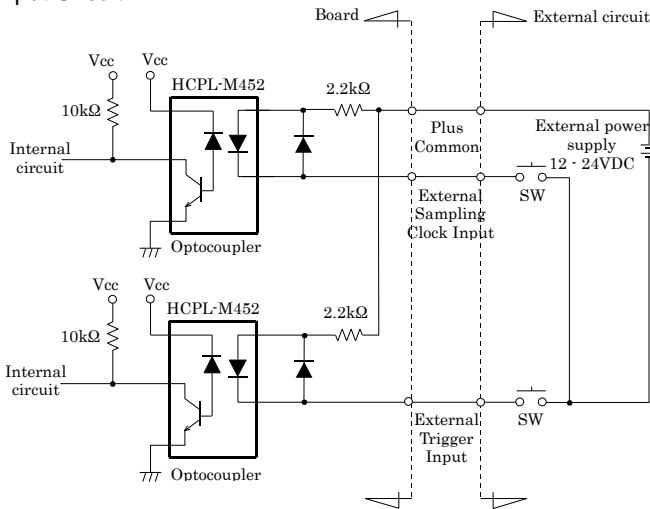 Board
External circuit
Vcc
Vcc
HCPL-M452
2.2kΩ
10kΩ
Plus
Common
External power
supply
12 - 24VDC
Internal
circuit
External
Sampling
Clock Input
SW
Optocoupler
Vcc
Vcc
HCPL-M452
2.2kΩ
10kΩ
Internal
circuit
External
Trigger
Input
SW
Optocoupler